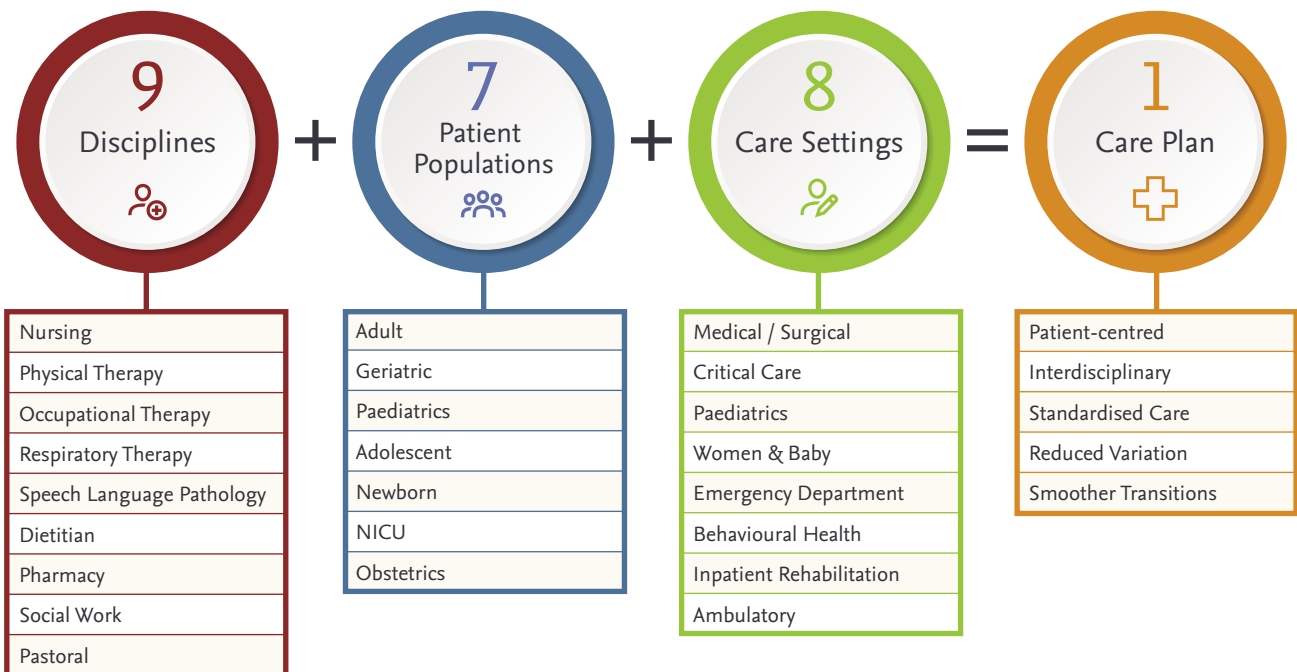 9
Disciplines
+
7
Patient
Populations
+
8
Care Settings
=
1
Care Plan
Nursing
Physical Therapy
Occupational Therapy
Respiratory Therapy
Speech Language Pathology
Dietitian
Pharmacy
Social Work
Pastoral
Adult
Geriatric
Paediatrics
Adolescent
Newborn
NICU
Obstetrics
Medical / Surgical
Critical Care
Paediatrics
Women & Baby
Emergency Department
Behavioural Health
Inpatient Rehabilitation
Ambulatory
Patient-centred
Interdisciplinary
Standardised Care
Reduced Variation
Smoother Transitions